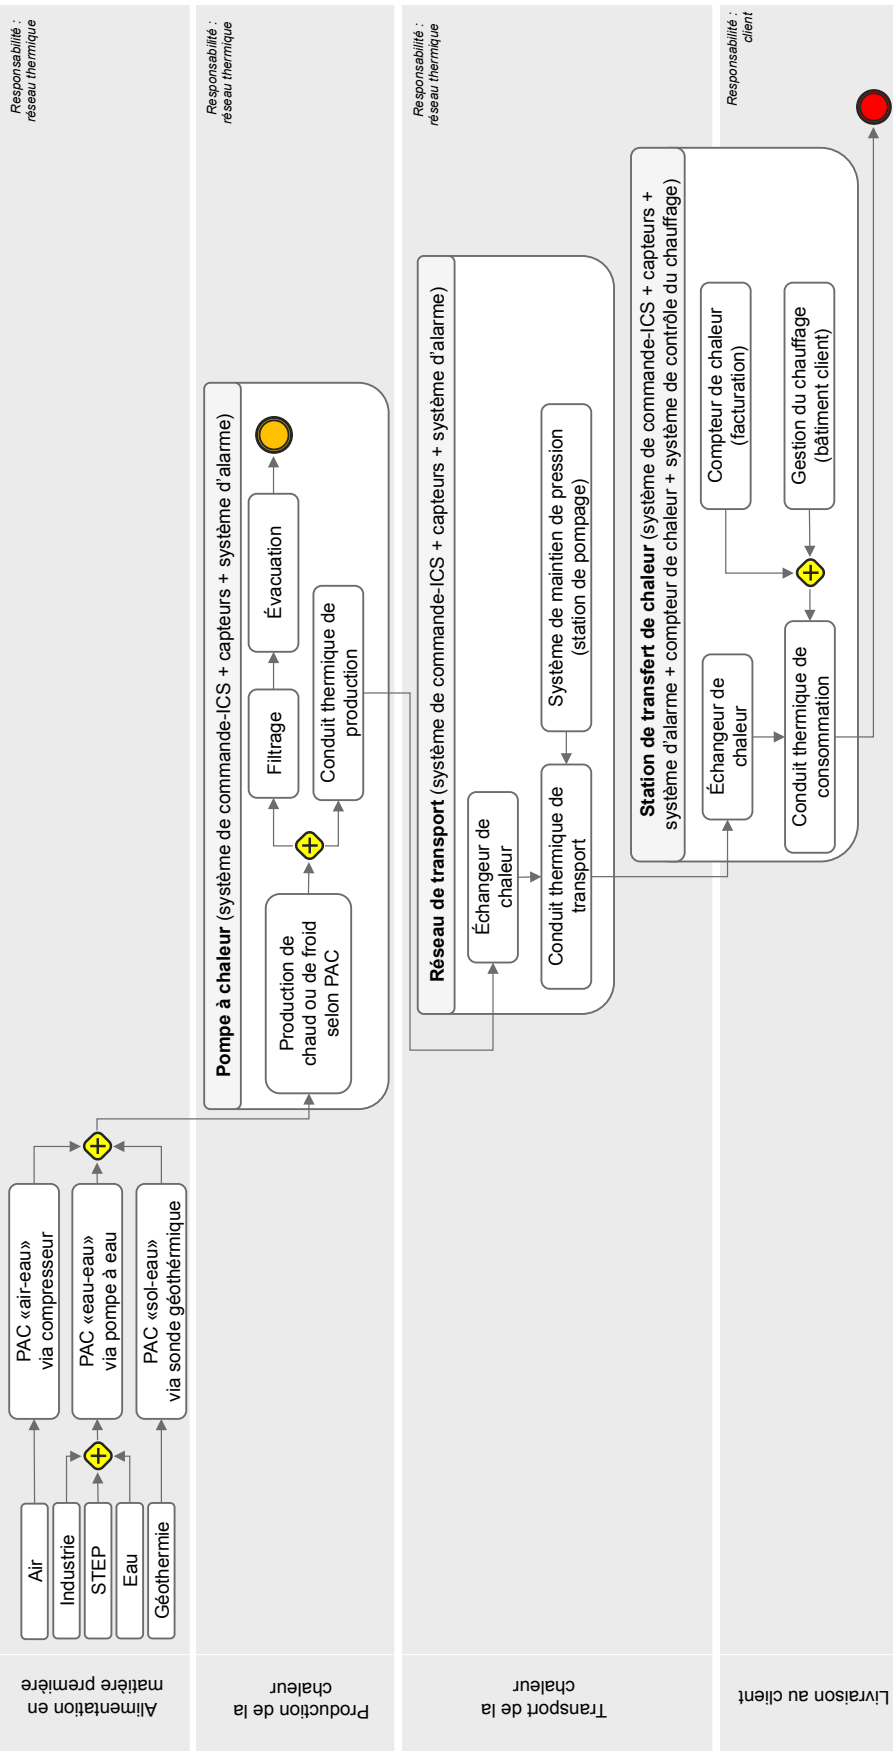 Alimentation en
matière première
Responsabilité :
réseau thermique
Air
Industrie
STEP
Eau
Géothermie
PAC «air-eau»
via compresseur
PAC «eau-eau»
via pompe à eau
PAC «sol-eau»
via sonde géothérmique
Production de la
chaleur
Responsabilité :
réseau thermique
Pompe à chaleur (système de commande-ICS + capteurs + système d'alarme)
Production de
chaud ou de froid
selon PAC
Filtrage
Évacuation
Conduit thermique de
production
Transport de la
chaleur
Responsabilité :
réseau thermique
Réseau de transport (système de commande-ICS + capteurs + système d'alarme)
Échangeur de
chaleur
Conduit thermique de
transport
Système de maintien de pression
(station de pompage)
Livraison au client
Responsabilité :
client
Station de transfert de chaleur (système de commande-ICS + capteurs +
système d'alarme + compteur de chaleur + système de contrôle du chauffage)
Échangeur de
chaleur
Conduit thermique de
consommation
Compteur de chaleur
(facturation)
Gestion du chauffage
(bâtiment client)